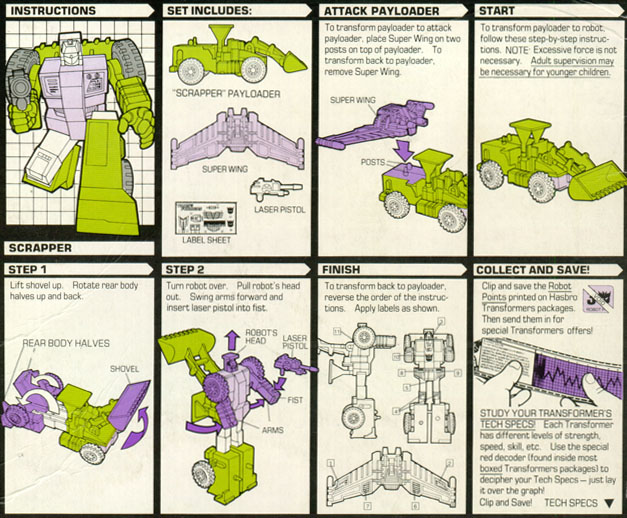 INSTRUCTIONS
SCRAPPER
SET INCLUDES:
"SCRAPPER" PAYLOADER
SUPER WING
LASER PISTOL
LABEL SHEET
ATTACK PAYLOADER
To transform payloader to attack
payloader, place Super Wing on two
posts on top of payloader. To
transform back to payloader,
remove Super Wing.
SUPER WING
POSTS
START
To transform payloader to robot,
follow these step-by-step instruc-
tions. NOTE: Excessive force is not
necessary. Adult supervision may
be necessary for younger children.
STEP 1
Lift shovel up. Rotate rear body
halves up and back.
REAR BODY HALVES
SHOVEL
STEP 2
Turn robot over. Pull robot's head
out. Swing arms forward and
insert laser pistol into fist.
ROBOT'S
HEAD
LASER
PISTOL
FIST
ARMS
FINISH
To transform back to payloader,
reverse the order of the instruc-
tions. Apply labels as shown.
COLLECT AND SAVE!
Clip and save the Robot
Points printed on Hasbro
Transformers packages.
Then send them in for
special Transformers offers!
STUDY YOUR TRANSFORMER'S
TECH SPECS! Each Transformer
has different levels of strength,
speed, skill, etc. Use the special
red decoder (found inside most
boxed Transformers packages) to
decipher your Tech Specs — just lay
it over the graph!
Clip and Save! TECH SPECS ▼